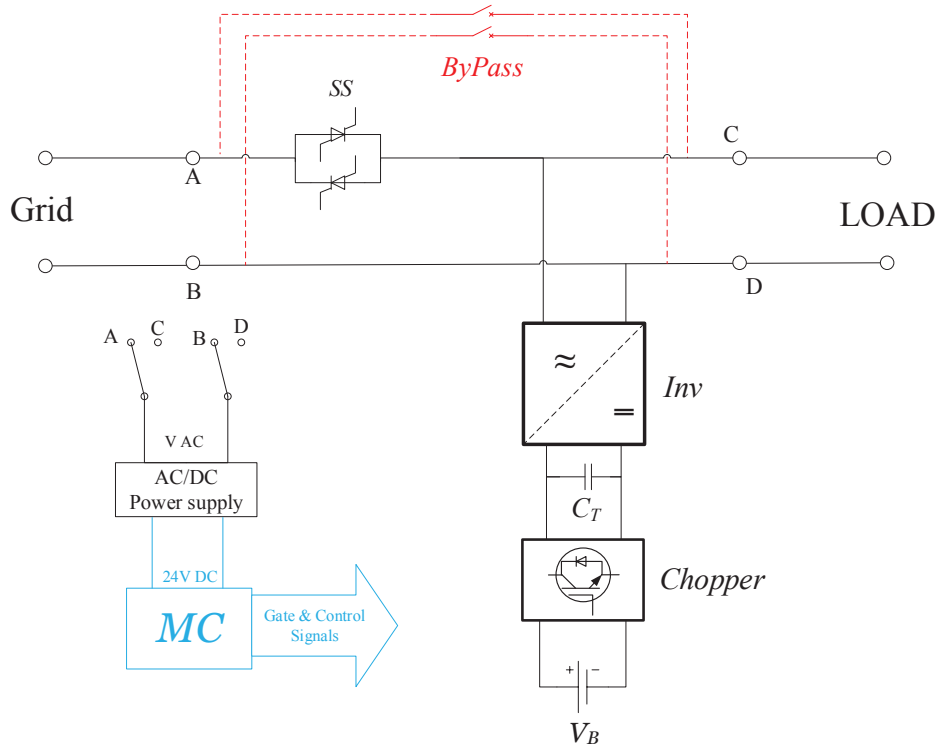 ByPass
SS
A
C
Grid
LOAD
B
D
A
C
B
D
V AC
AC/DC
Power supply
24V DC
MC
Gate & Control
Signals
≈
=
Inv
C_T
Chopper
+ −
V_B